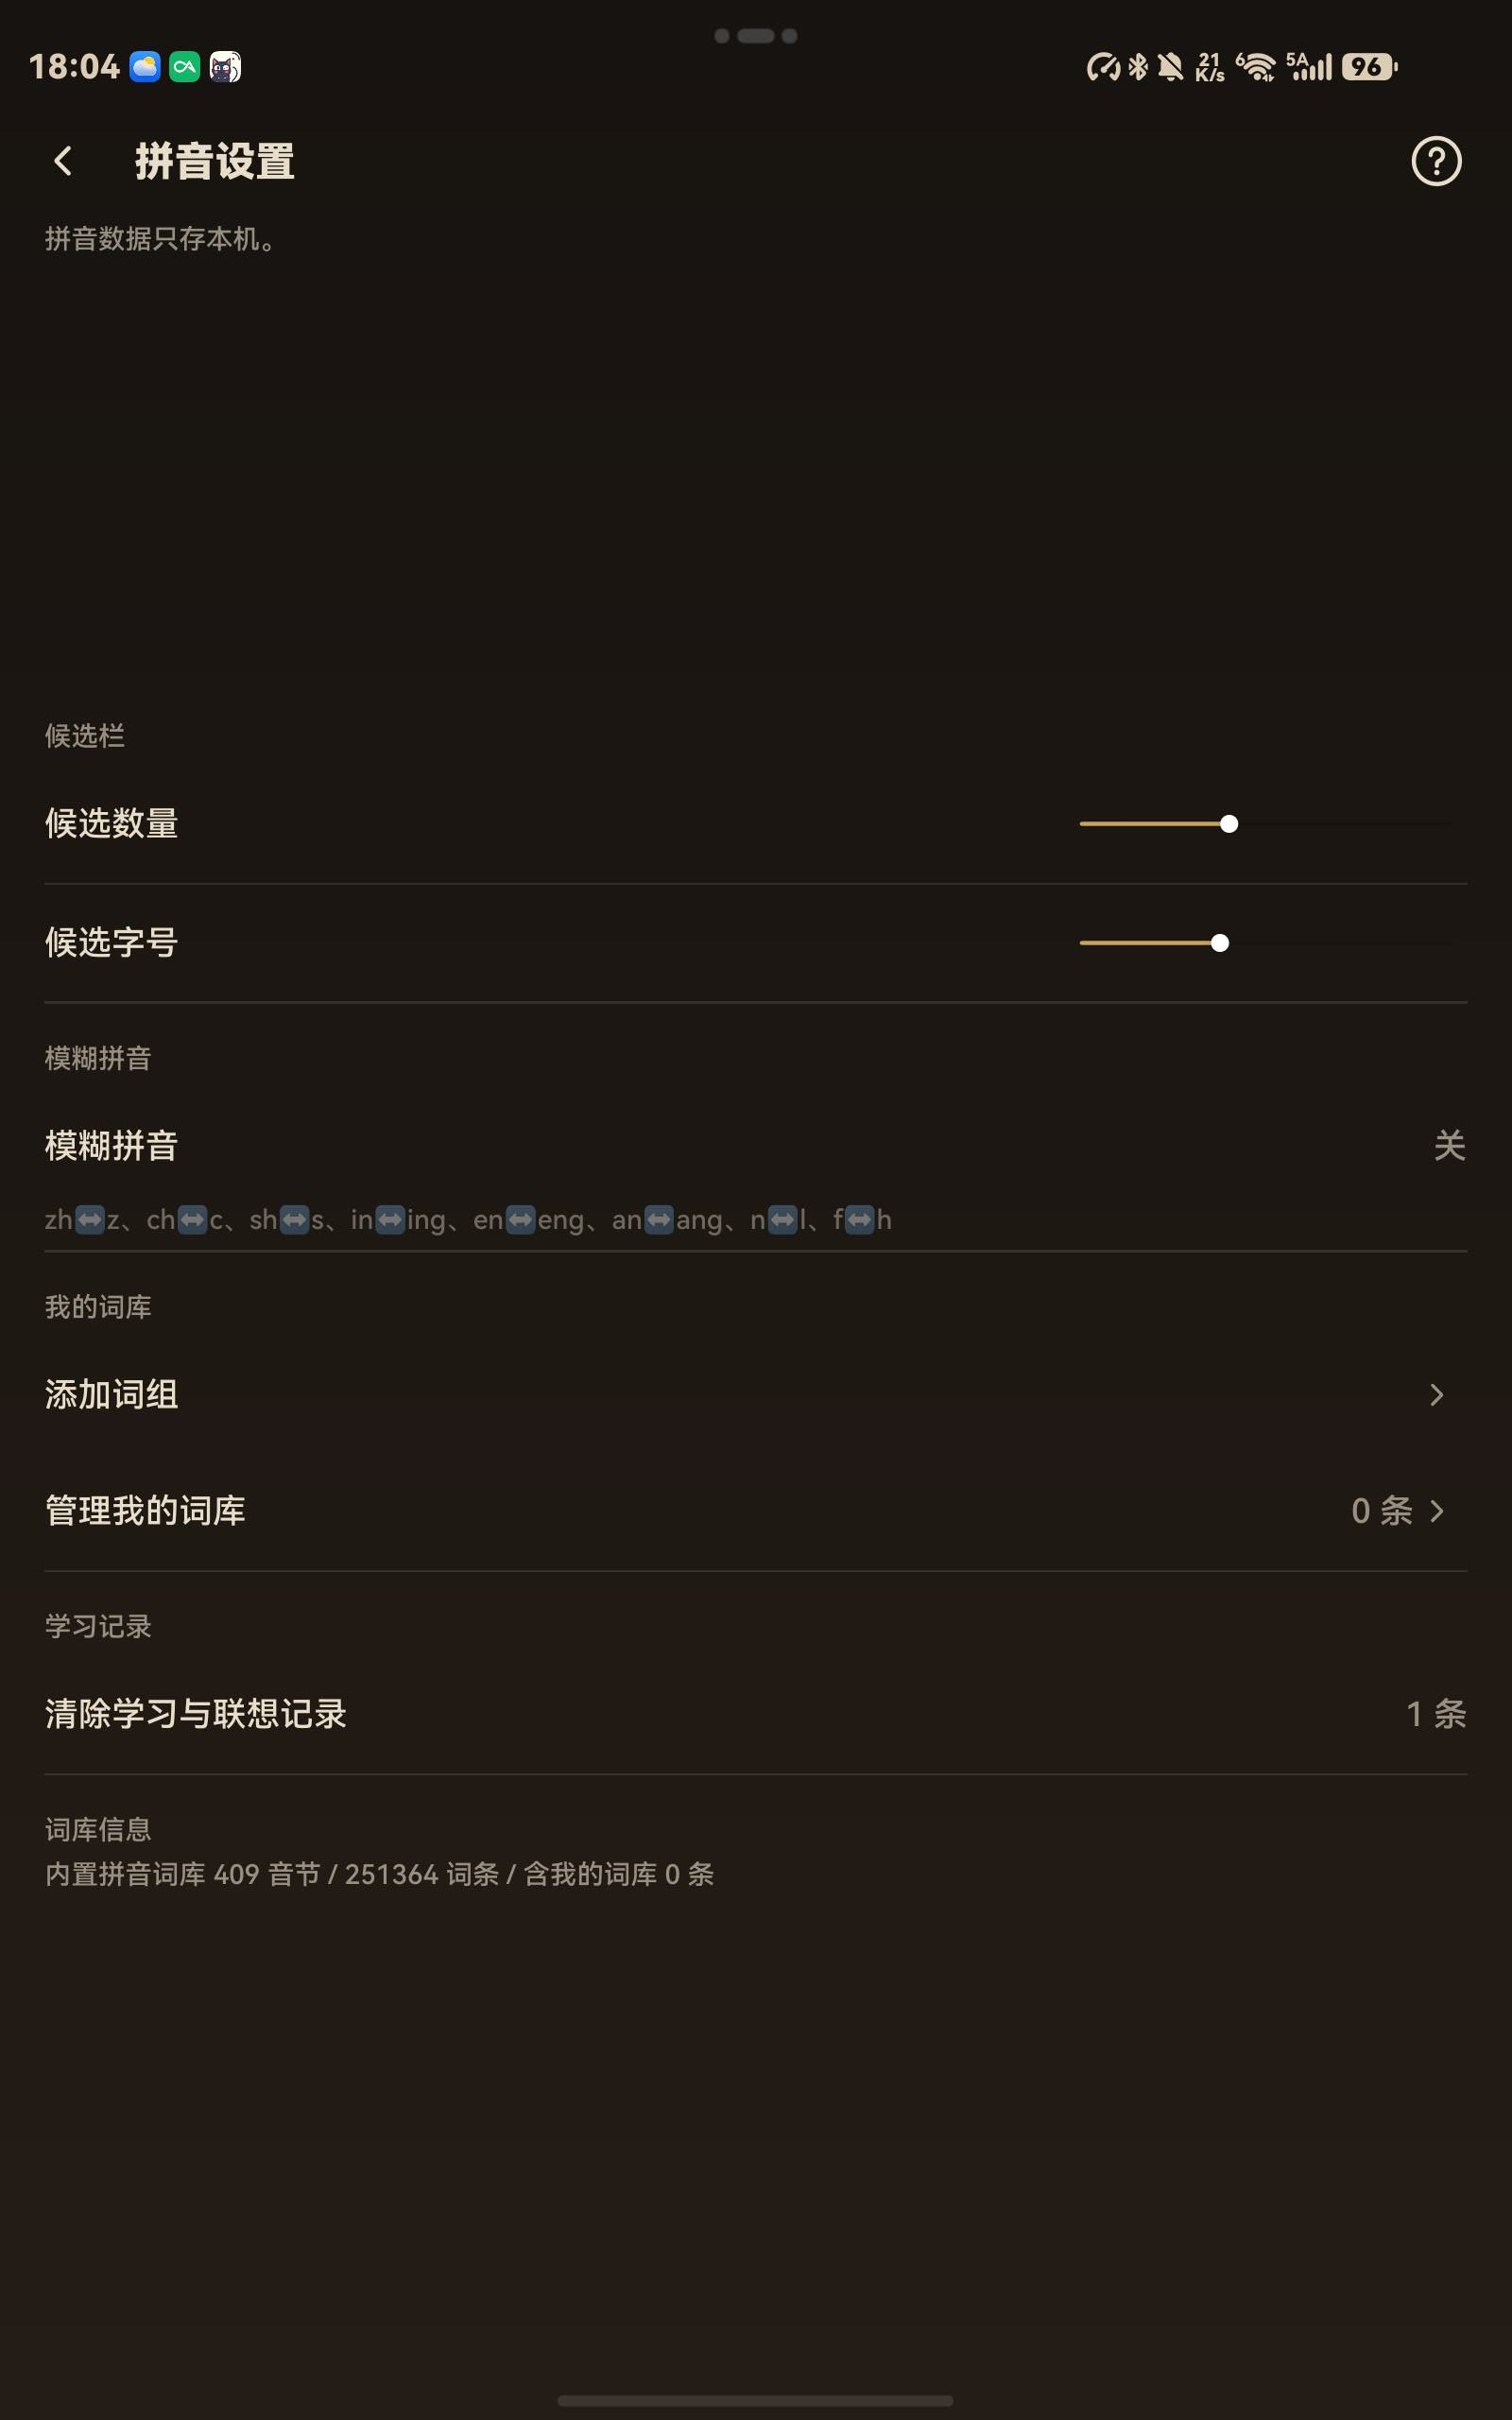 18:04
21 K/s
6
5A
96
拼音设置
拼音数据只存本机。
候选栏
候选数量
候选字号
模糊拼音
模糊拼音 关
zh↔️z、ch↔️c、sh↔️s、in↔️ing、en↔️eng、an↔️ang、n↔️l、f↔️h
我的词库
添加词组
管理我的词库 0 条
学习记录
清除学习与联想记录 1 条
词库信息
内置拼音词库 409 音节 / 251364 词条 / 含我的词库 0 条